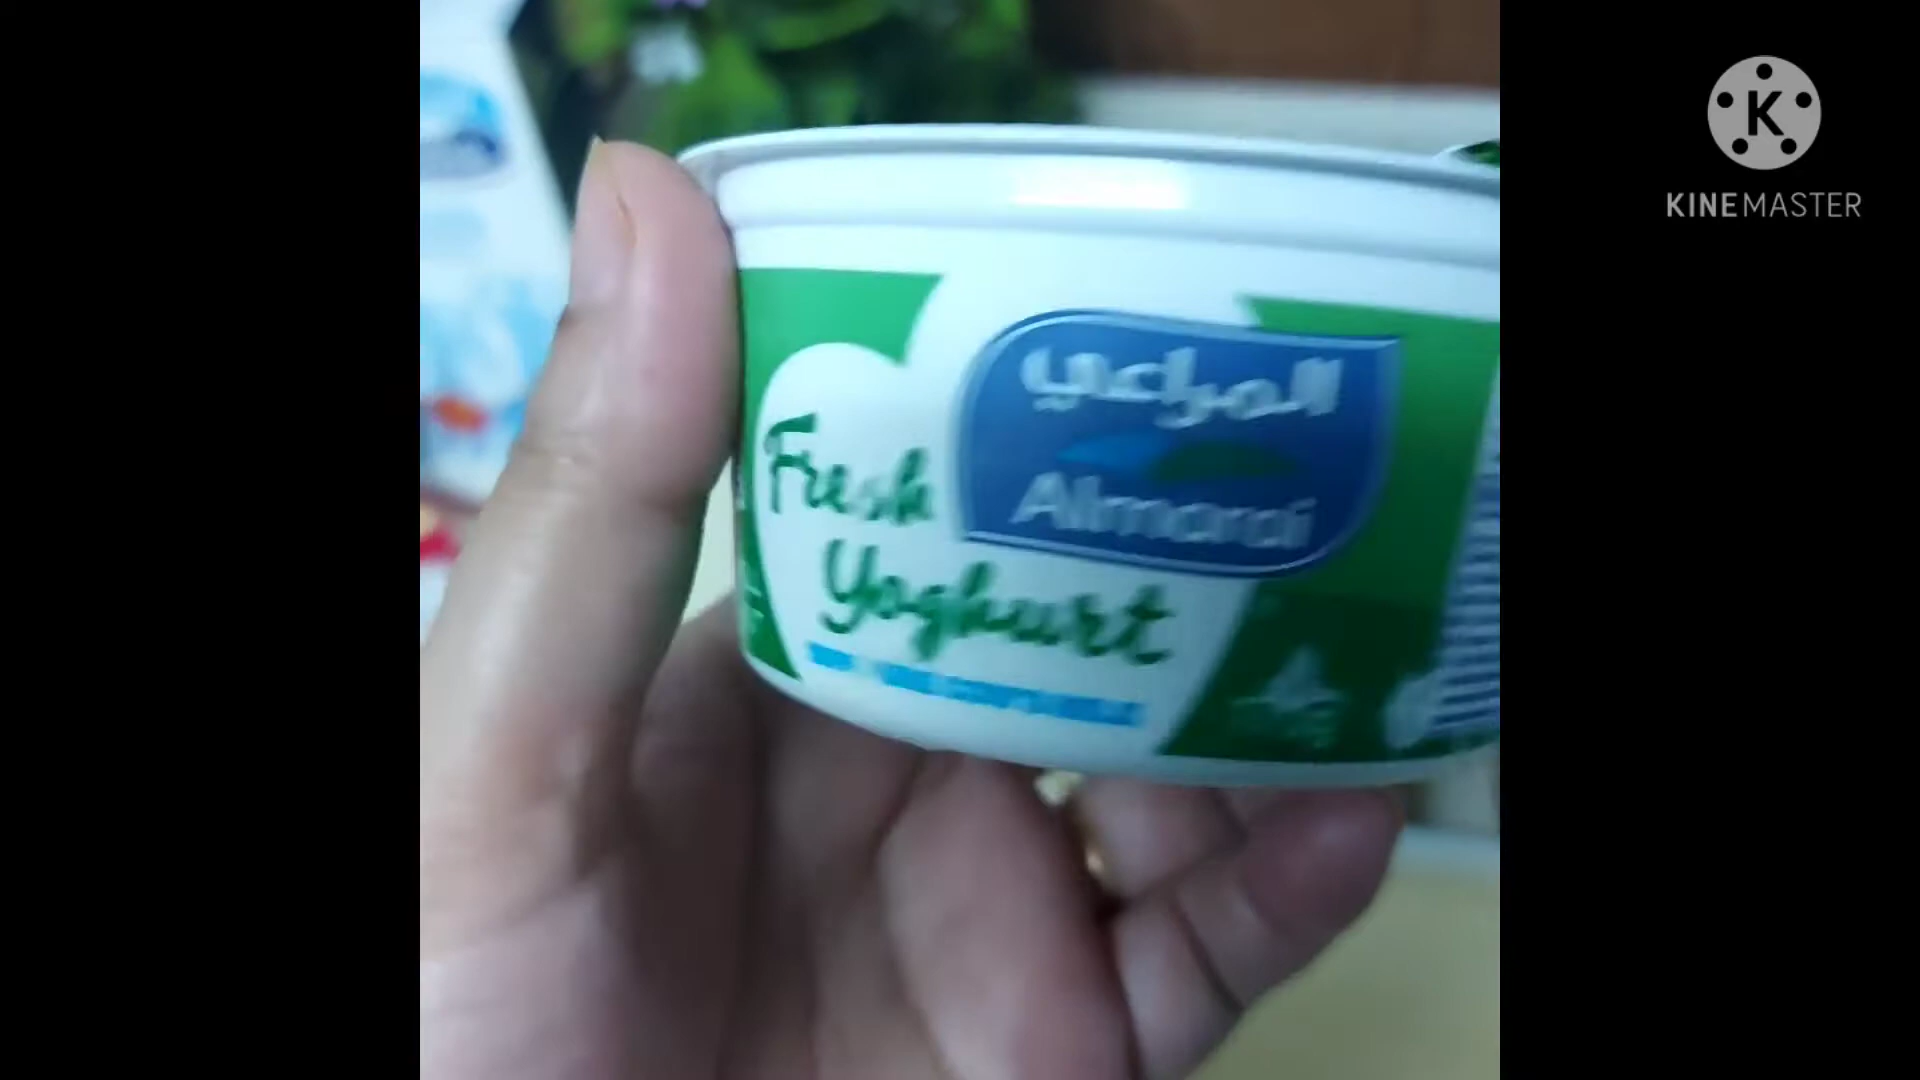 المراعي
Almarai
Fresh
Yoghurt
K
KINEMASTER